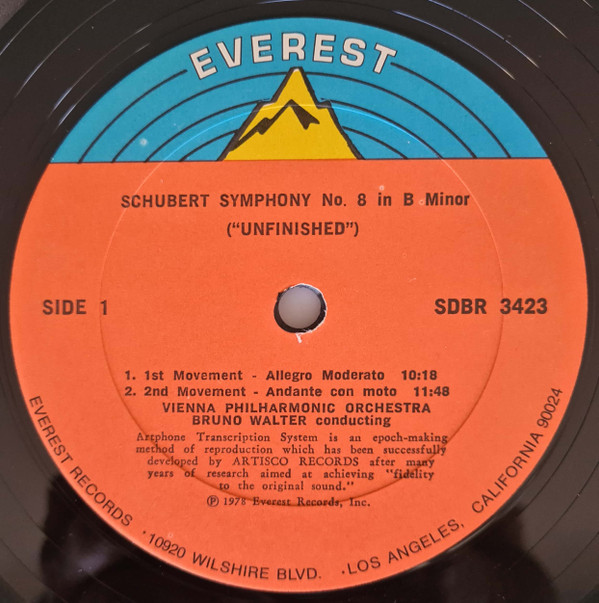 EVEREST
SCHUBERT SYMPHONY No. 8 in B Minor
("UNFINISHED")
SIDE 1
SDBR 3423
1. 1st Movement - Allegro Moderato 10:18
2. 2nd Movement - Andante con moto 11:48
VIENNA PHILHARMONIC ORCHESTRA
BRUNO WALTER conducting
Artphone Transcription System is an epoch-making
method of reproduction which has been successfully
developed by ARTISCO RECORDS after many
years of research aimed at achieving "fidelity
to the original sound."
℗ 1978 Everest Records, Inc.
EVEREST RECORDS · 10920 WILSHIRE BLVD. · LOS ANGELES, CALIFORNIA 90024